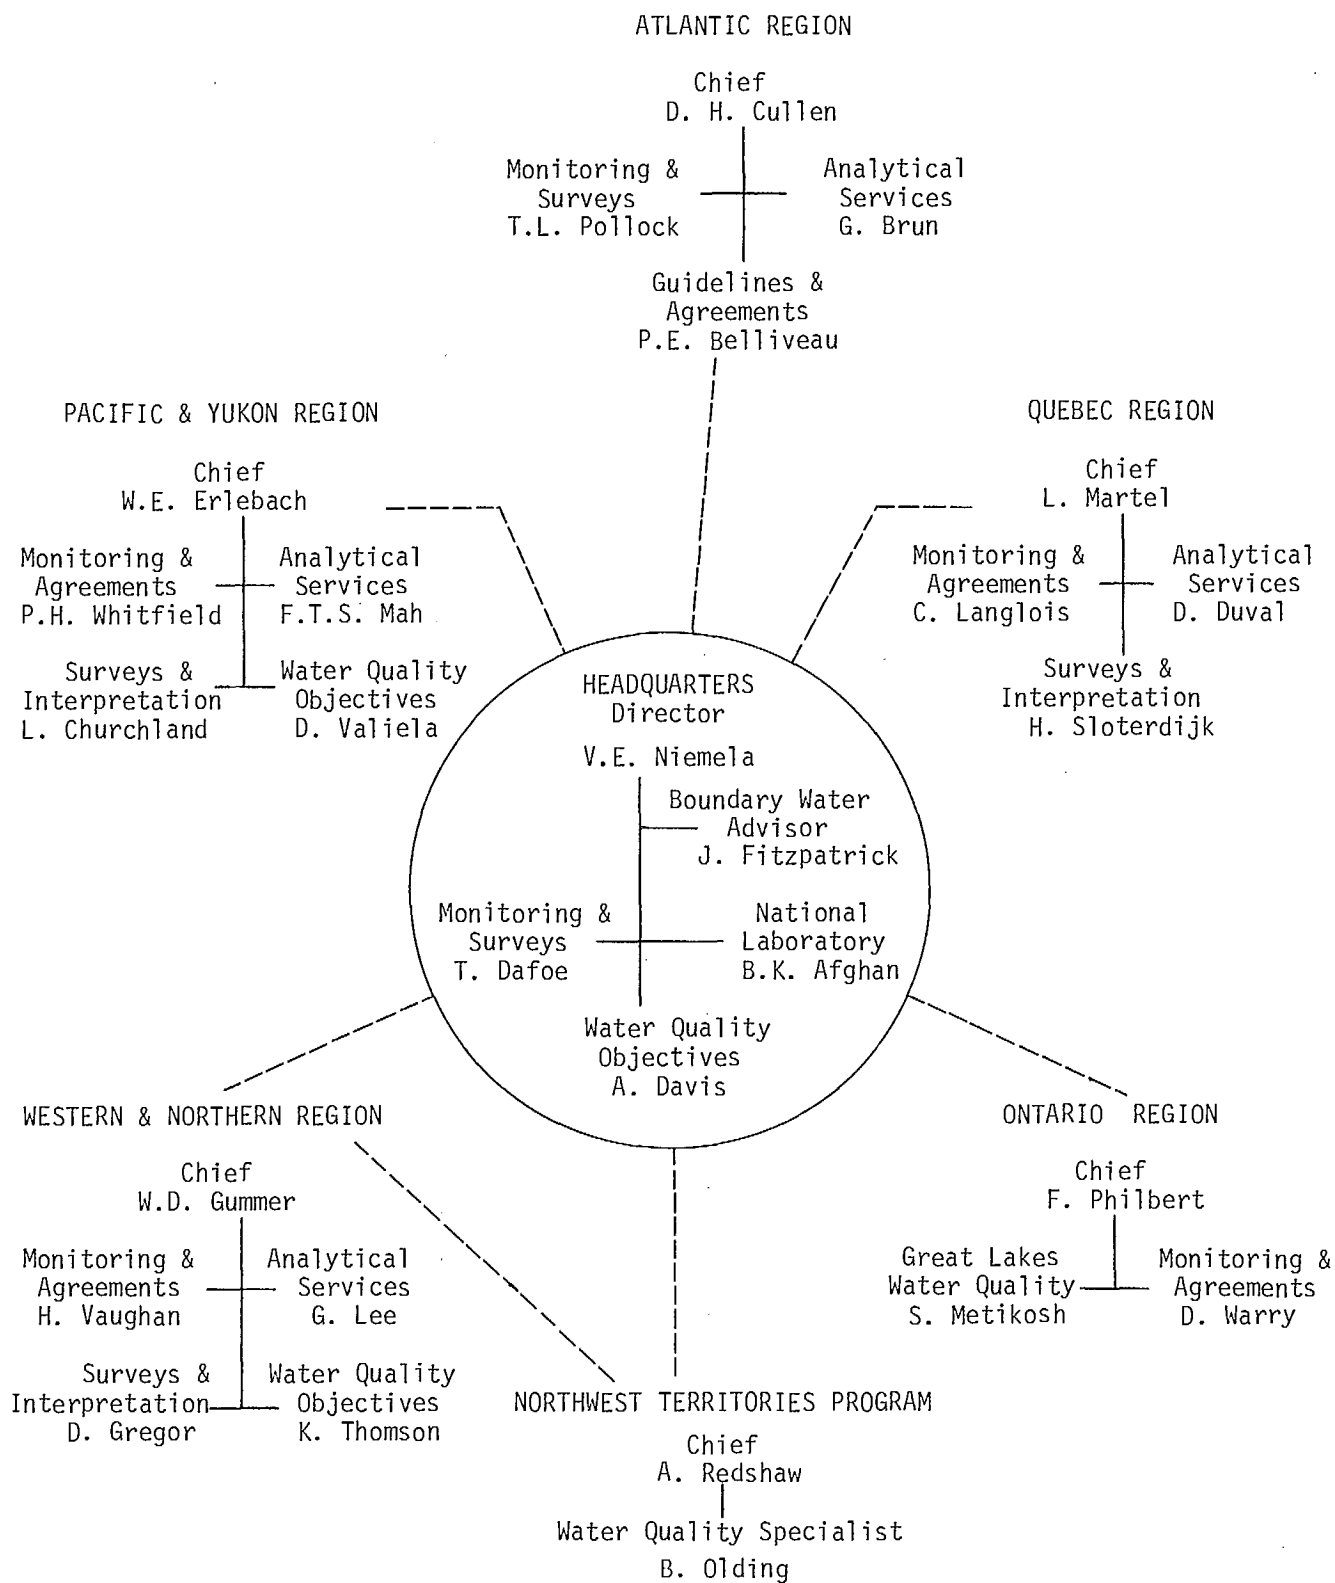 ATLANTIC REGION
Chief
D. H. Cullen
Monitoring &
Surveys
T.L. Pollock
Analytical
Services
G. Brun
Guidelines &
Agreements
P.E. Belliveau
PACIFIC & YUKON REGION
Chief
W.E. Erlebach
Monitoring &
Agreements
P.H. Whitfield
Analytical
Services
F.T.S. Mah
Surveys &
Interpretation
L. Churchland
Water Quality
Objectives
D. Valiela
QUEBEC REGION
Chief
L. Martel
Monitoring &
Agreements
C. Langlois
Analytical
Services
D. Duval
Surveys &
Interpretation
H. Sloterdijk
HEADQUARTERS
Director
V.E. Niemela
Boundary Water
Advisor
J. Fitzpatrick
Monitoring &
Surveys
T. Dafoe
National
Laboratory
B.K. Afghan
Water Quality
Objectives
A. Davis
WESTERN & NORTHERN REGION
Chief
W.D. Gummer
Monitoring &
Agreements
H. Vaughan
Analytical
Services
G. Lee
Surveys &
Interpretation
D. Gregor
Water Quality
Objectives
K. Thomson
ONTARIO REGION
Chief
F. Philbert
Great Lakes
Water Quality
S. Metikosh
Monitoring &
Agreements
D. Warry
NORTHWEST TERRITORIES PROGRAM
Chief
A. Redshaw
Water Quality Specialist
B. Olding